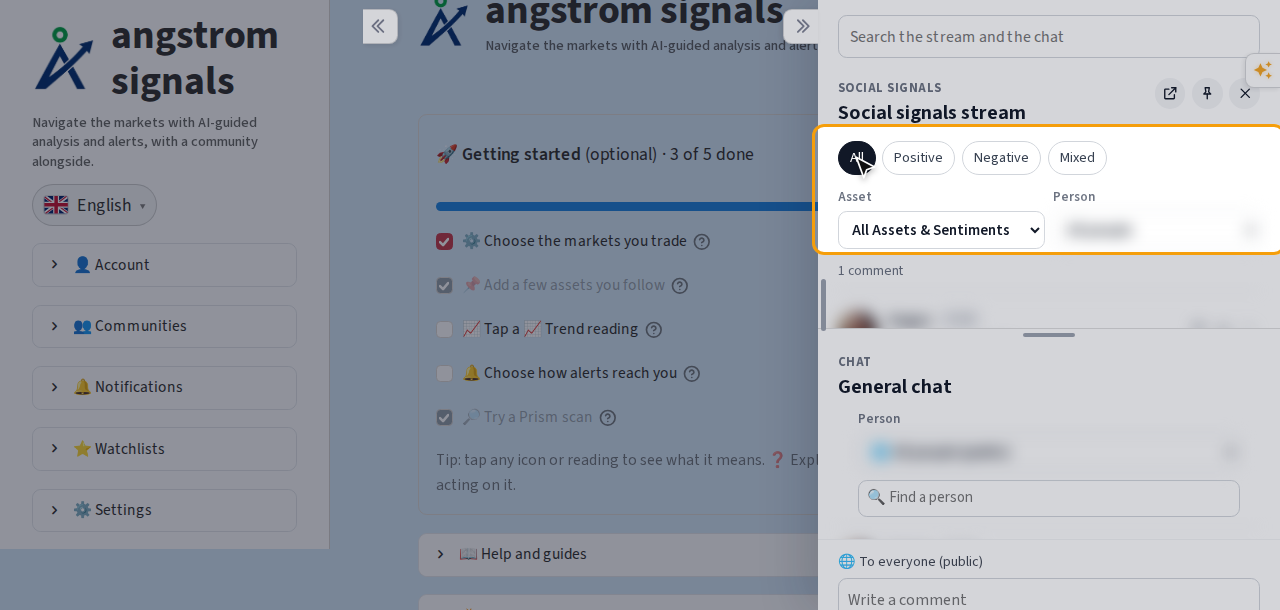 angstrom
signals
Navigate the markets with AI-guided
analysis and alerts, with a community
alongside.
English
Account
Communities
Notifications
Watchlists
Settings
angstrom signals
Navigate the markets with AI-guided analysis and alert
🚀 Getting started (optional) · 3 of 5 done
Choose the markets you trade
Add a few assets you follow
Tap a 📈 Trend reading
Choose how alerts reach you
Try a Prism scan
Tip: tap any icon or reading to see what it means. ❓ Expl
acting on it.
Help and guides
Search the stream and the chat
SOCIAL SIGNALS
Social signals stream
All
Positive
Negative
Mixed
Asset
Person
All Assets & Sentiments
1 comment
CHAT
General chat
Person
Find a person
To everyone (public)
Write a comment